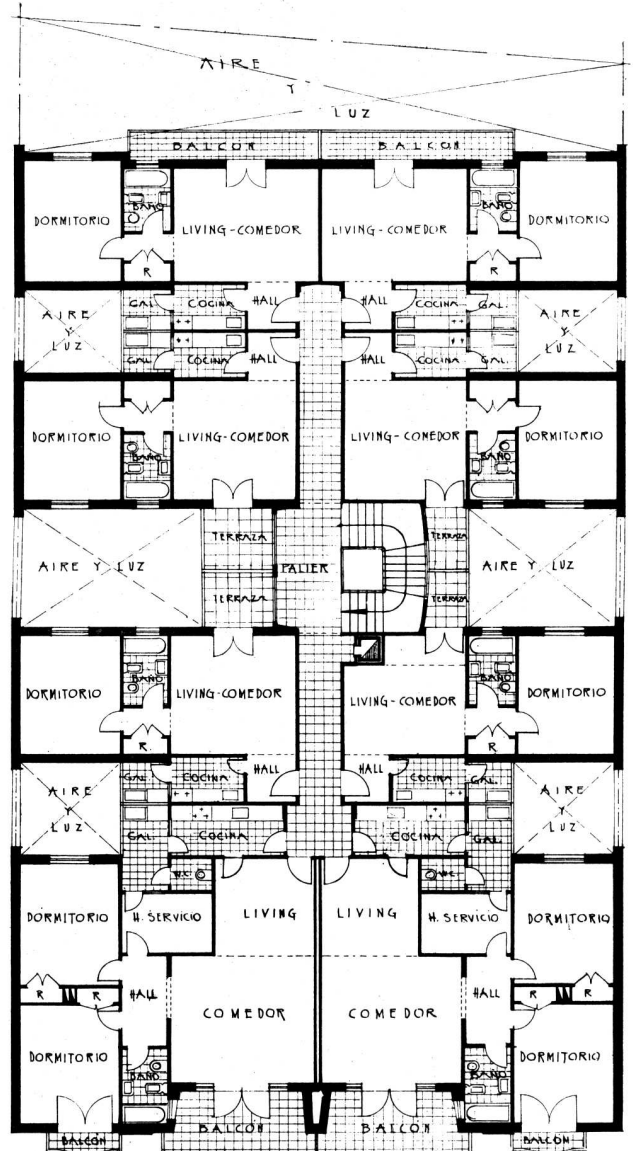 AIRE
Y
LUZ
BALCON BALCON
DORMITORIO BAÑO LIVING-COMEDOR LIVING-COMEDOR BAÑO DORMITORIO
R R
AIRE Y LUZ GAL. COCINA HALL HALL COCINA GAL. AIRE Y LUZ
GAL. COCINA HALL HALL COCINA GAL.
DORMITORIO LIVING-COMEDOR LIVING-COMEDOR DORMITORIO
BAÑO BAÑO
TERRAZA TERRAZA
AIRE Y LUZ PALIER AIRE Y LUZ
TERRAZA TERRAZA
DORMITORIO BAÑO LIVING-COMEDOR LIVING-COMEDOR BAÑO DORMITORIO
R R
AIRE Y LUZ GAL. COCINA HALL HALL COCINA GAL. AIRE Y LUZ
GAL. COCINA COCINA GAL.
W.C. W.C.
DORMITORIO H. SERVICIO LIVING LIVING H. SERVICIO DORMITORIO
R R HALL HALL R R
COMEDOR COMEDOR
DORMITORIO BAÑO BAÑO DORMITORIO
BALCON BALCON BALCON BALCON